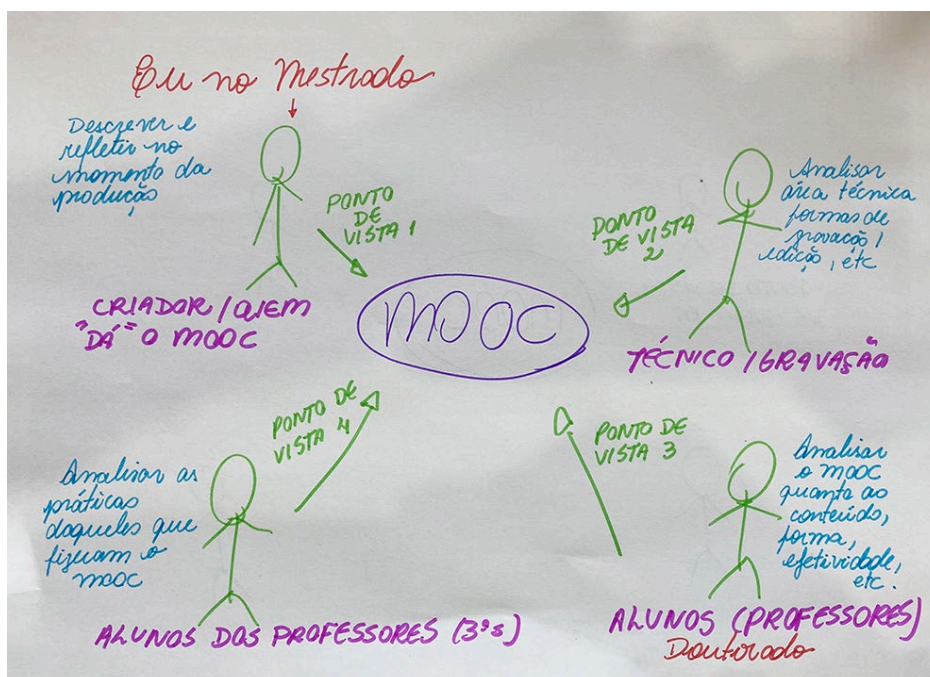 Eu no Mestrado
Descrever e
refletir no
momento da
produção
PONTO
DE
VISTA 1
CRIADOR / QUEM
"DÁ" O MOOC
MOOC
PONTO
DE VISTA
2
Analisar
área técnica
formas de
gravação,
edição, etc
TÉCNICO / GRAVAÇÃO
PONTO DE
VISTA 4
Analisar as
práticas
daqueles que
fizeram o
mooc
ALUNOS DOS PROFESSORES (3ºs)
PONTO DE
VISTA 3
Analisar
o mooc
quanto ao
conteúdo,
forma,
efetividade,
etc.
ALUNOS (PROFESSORES)
Doutorado